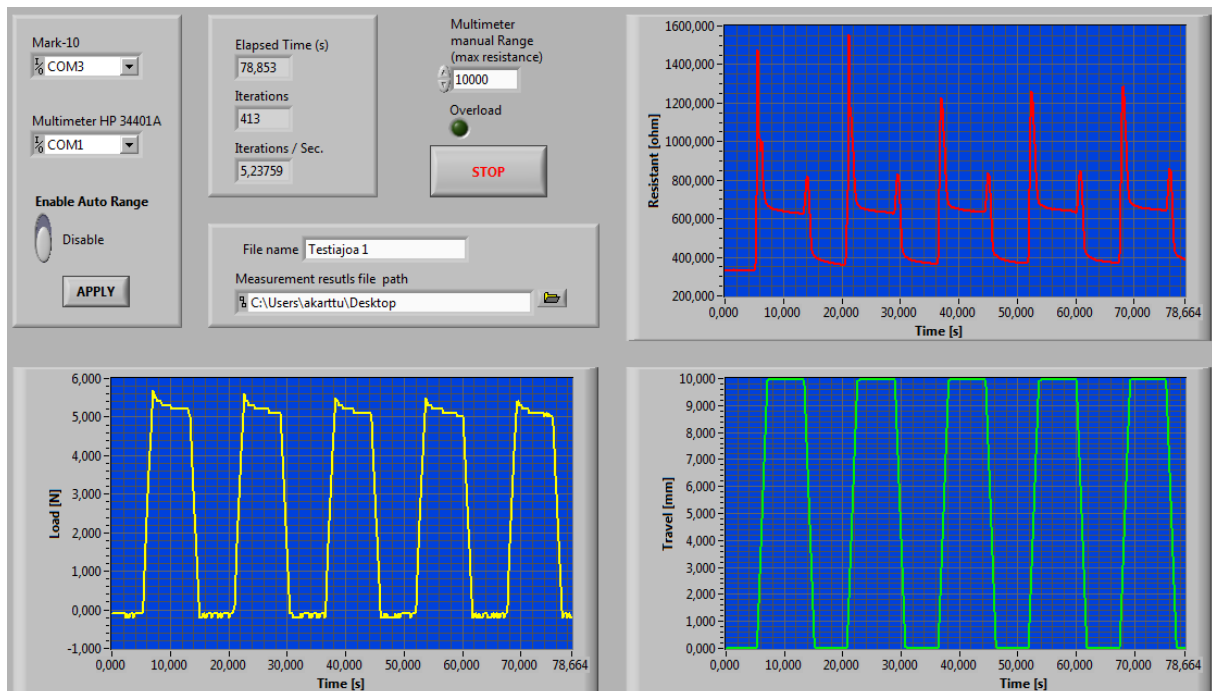 Mark-10
COM3
Multimeter HP 34401A
COM1
Enable Auto Range
Disable
APPLY
Elapsed Time (s)
78,853
Iterations
413
Iterations / Sec.
5,23759
Multimeter
manual Range
(max resistance)
10000
Overload
STOP
File name Testiajoa 1
Measurement resutls file path
C:\Users\akarttu\Desktop
Resistant [ohm]
1600,000
1400,000
1200,000
1000,000
800,000
600,000
400,000
200,000
0,000 10,000 20,000 30,000 40,000 50,000 60,000 70,000 78,664
Time [s]
Load [N]
6,000
5,000
4,000
3,000
2,000
1,000
0,000
-1,000
0,000 10,000 20,000 30,000 40,000 50,000 60,000 70,000 78,664
Time [s]
Travel [mm]
10,000
9,000
8,000
7,000
6,000
5,000
4,000
3,000
2,000
1,000
0,000
0,000 10,000 20,000 30,000 40,000 50,000 60,000 70,000 78,664
Time [s]